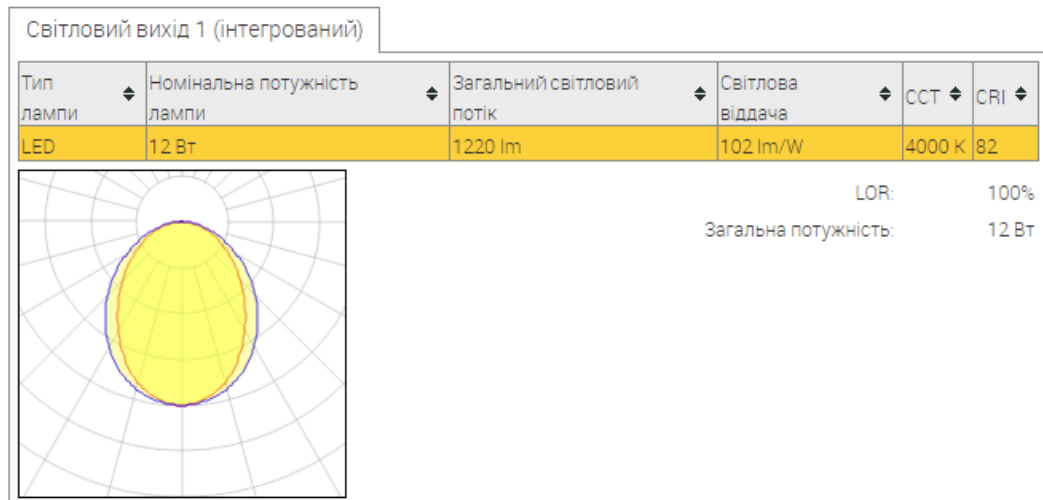 Світловий вихід 1 (інтегрований)
Тип лампи Номінальна потужність лампи Загальний світловий потік Світлова віддача CCT CRI
LED 12 Вт 1220 lm 102 lm/W 4000 K 82
LOR: 100%
Загальна потужність: 12 Вт